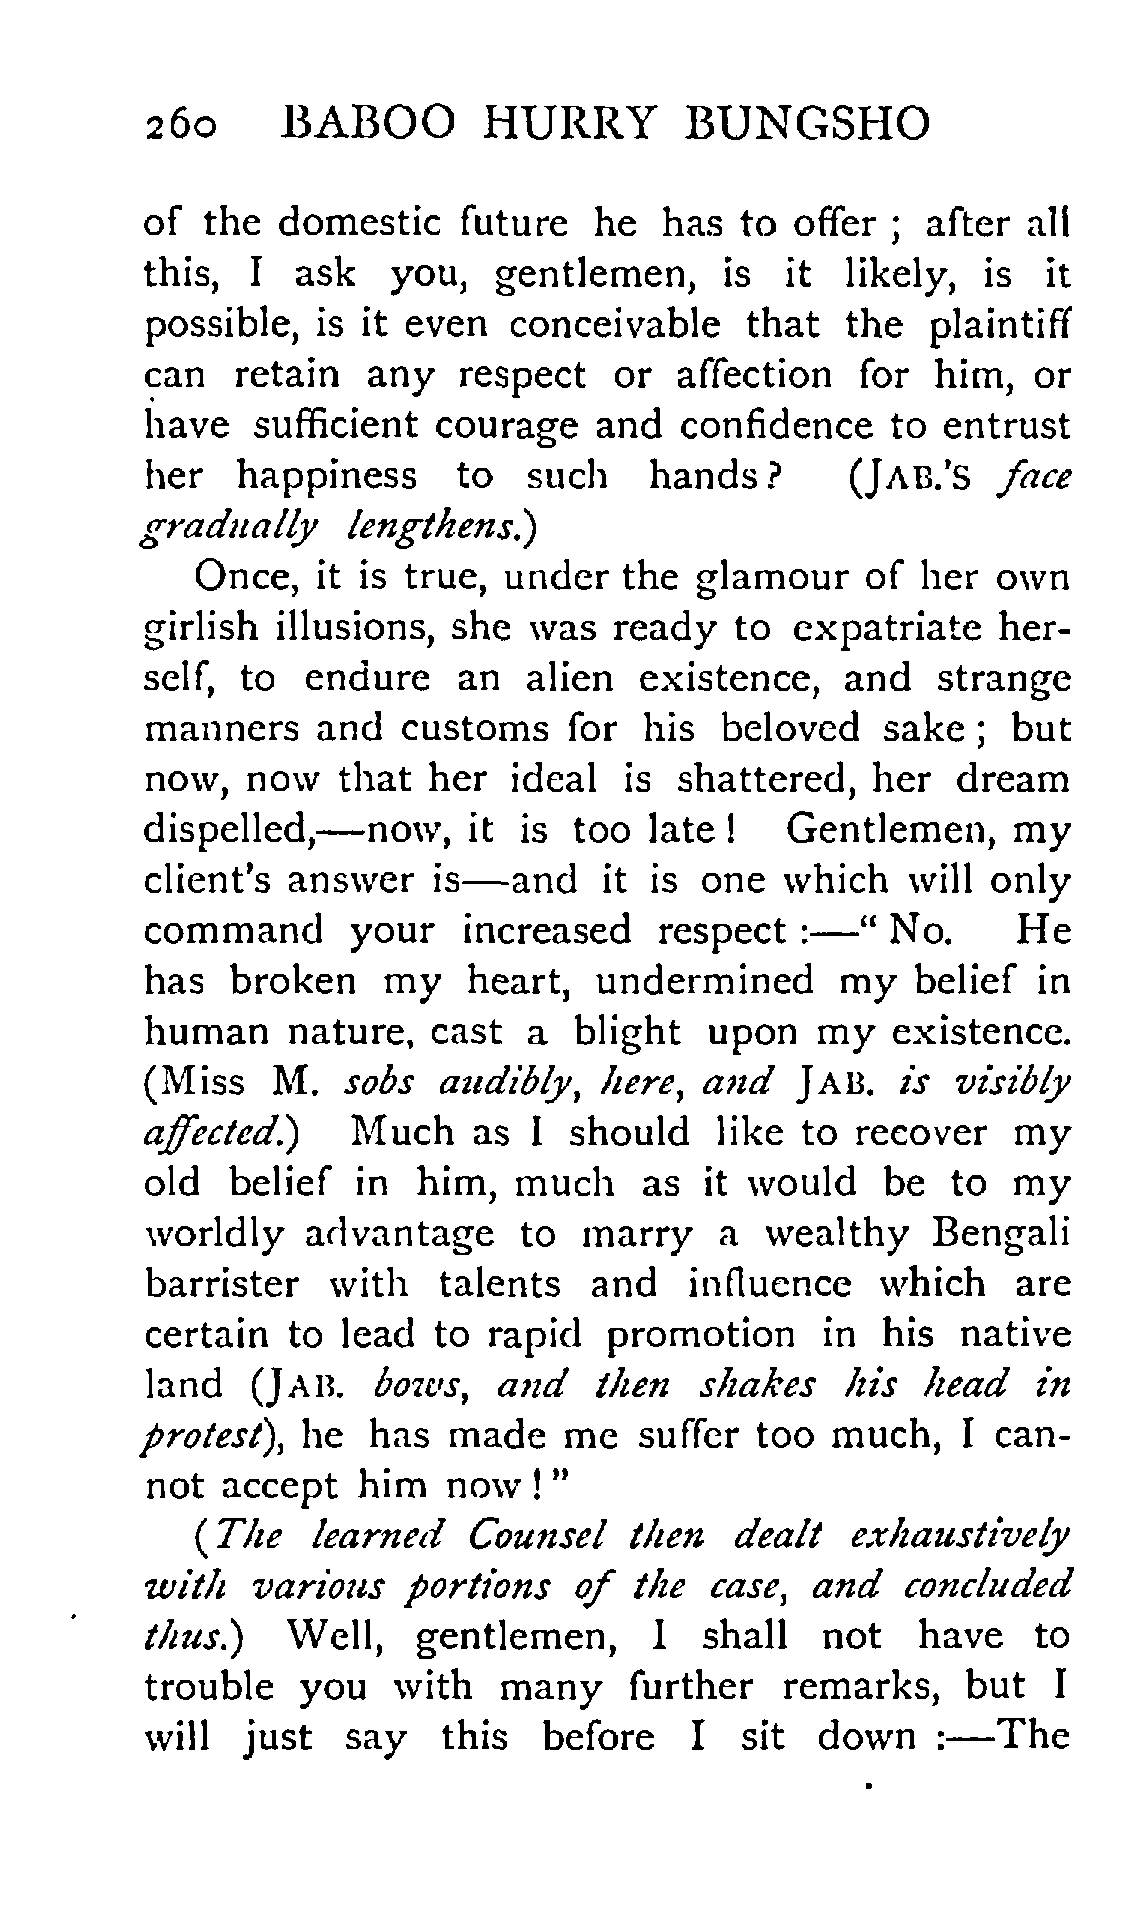 260 BABOO HURRY BUNGSHO
of the domestic future he has to offer ; after all
this, I ask you, gentlemen, is it likely, is it
possible, is it even conceivable that the plaintiff
can retain any respect or affection for him, or
have sufficient courage and confidence to entrust
her happiness to such hands ? (JAB.'S face
gradually lengthens.)
Once, it is true, under the glamour of her own
girlish illusions, she was ready to expatriate her-
self, to endure an alien existence, and strange
manners and customs for his beloved sake ; but
now, now that her ideal is shattered, her dream
dispelled,—now, it is too late ! Gentlemen, my
client's answer is—and it is one which will only
command your increased respect :—“ No. He
has broken my heart, undermined my belief in
human nature, cast a blight upon my existence.
(Miss M. sobs audibly, here, and JAB. is visibly
affected.) Much as I should like to recover my
old belief in him, much as it would be to my
worldly advantage to marry a wealthy Bengali
barrister with talents and influence which are
certain to lead to rapid promotion in his native
land (JAB. bows, and then shakes his head in
protest), he has made me suffer too much, I can-
not accept him now ! ”
(The learned Counsel then dealt exhaustively
with various portions of the case, and concluded
thus.) Well, gentlemen, I shall not have to
trouble you with many further remarks, but I
will just say this before I sit down :—The